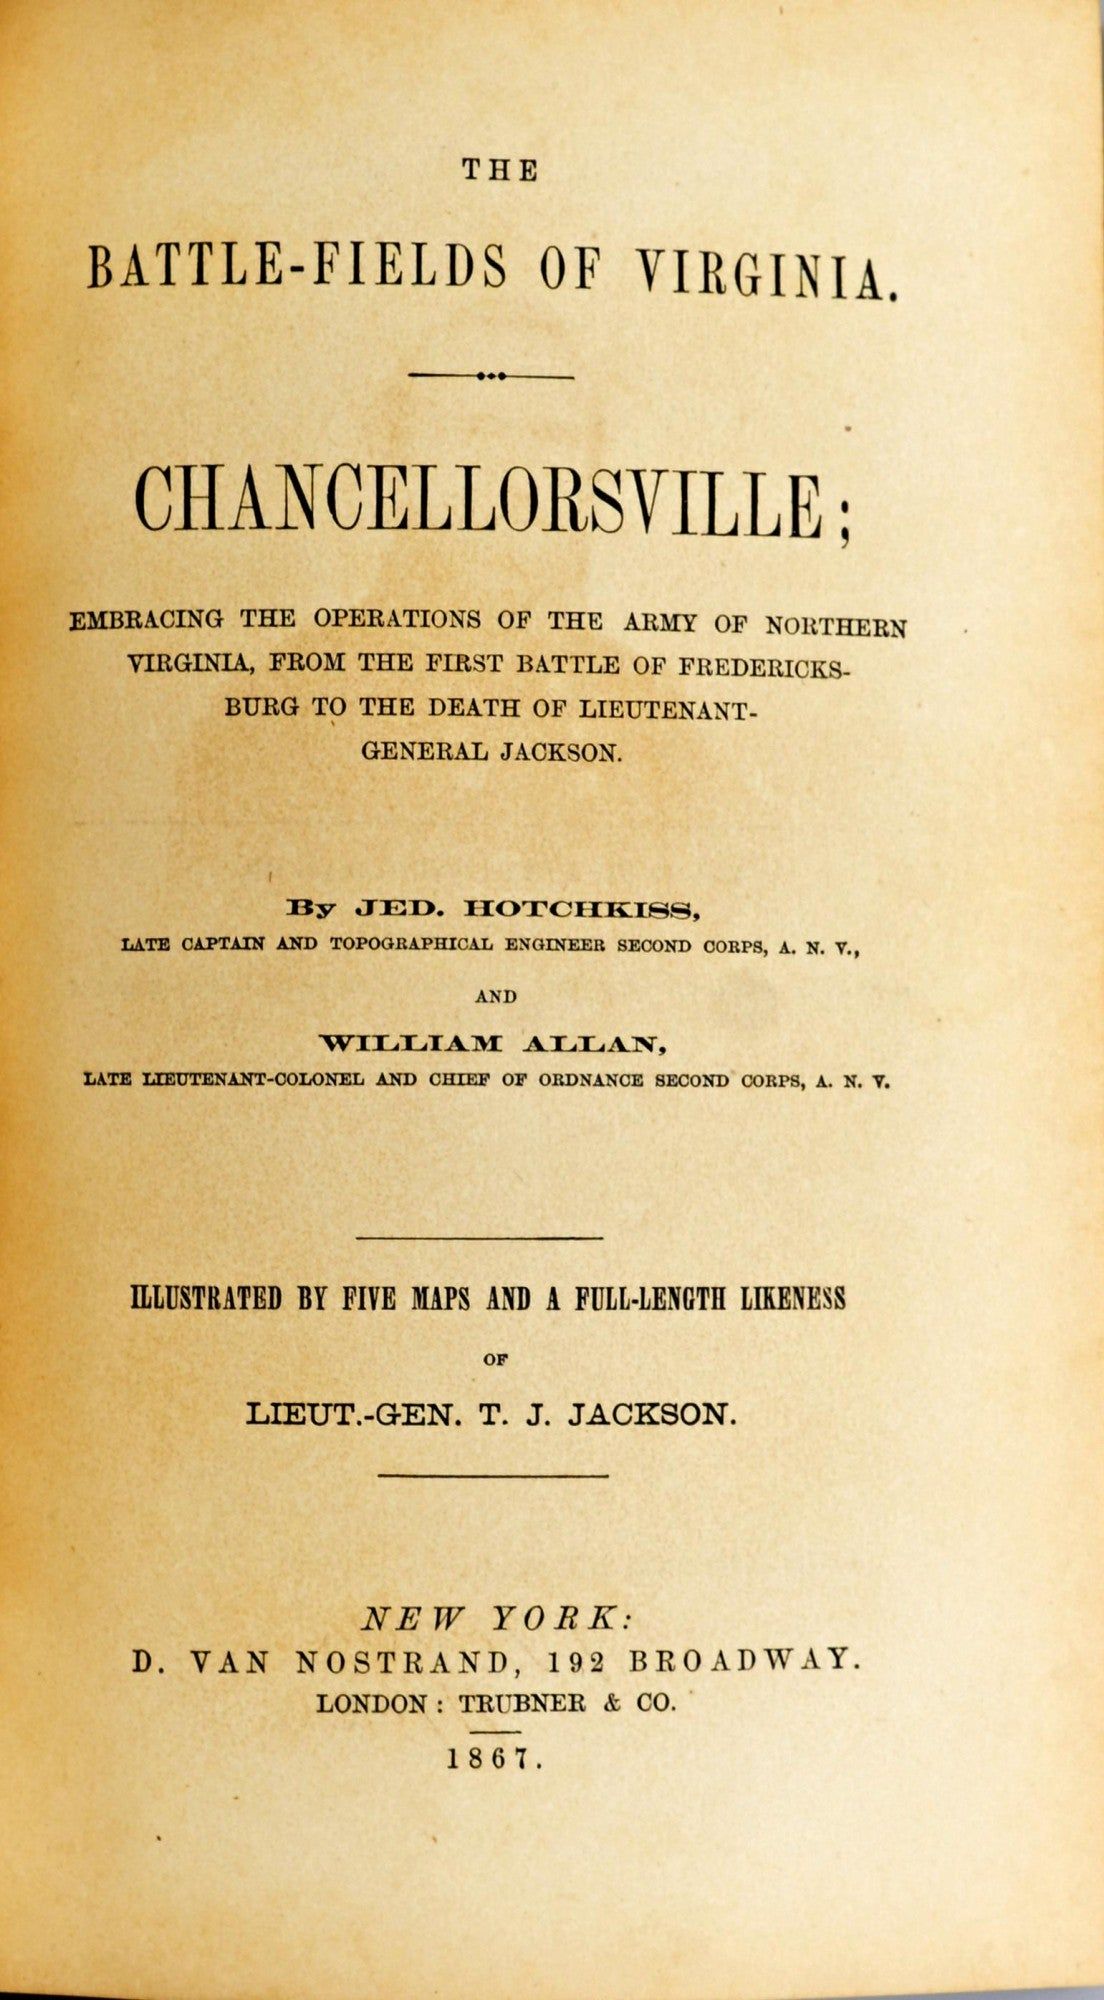 THE
BATTLE-FIELDS OF VIRGINIA.
CHANCELLORSVILLE;
EMBRACING THE OPERATIONS OF THE ARMY OF NORTHERN
VIRGINIA, FROM THE FIRST BATTLE OF FREDERICKS-
BURG TO THE DEATH OF LIEUTENANT-
GENERAL JACKSON.
By JED. HOTCHKISS,
LATE CAPTAIN AND TOPOGRAPHICAL ENGINEER SECOND CORPS, A. N. V.,
AND
WILLIAM ALLAN,
LATE LIEUTENANT-COLONEL AND CHIEF OF ORDNANCE SECOND CORPS, A. N. V.
ILLUSTRATED BY FIVE MAPS AND A FULL-LENGTH LIKENESS
OF
LIEUT.-GEN. T. J. JACKSON.
NEW YORK:
D. VAN NOSTRAND, 192 BROADWAY.
LONDON: TRUBNER & CO.
1867.